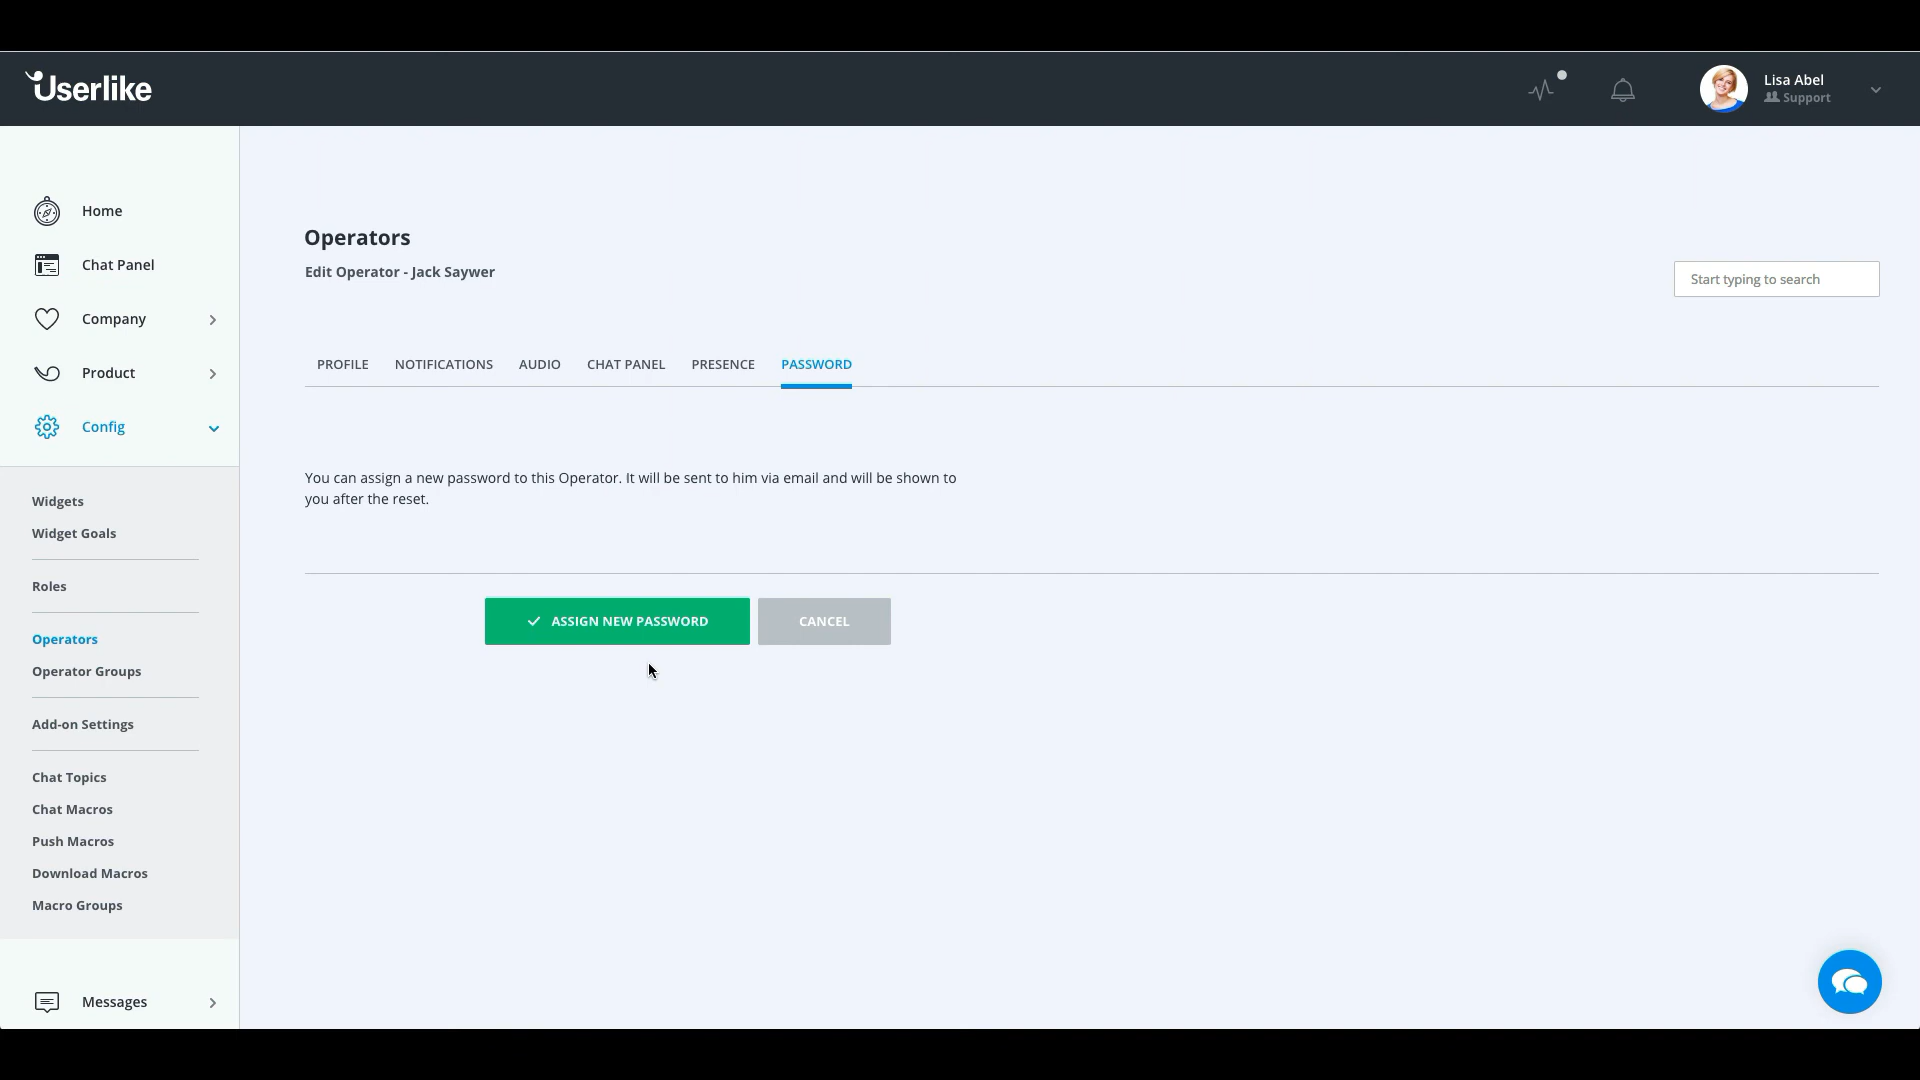 Userlike
Lisa Abel
Support
Home
Chat Panel
Company
Product
Config
Widgets
Widget Goals
Roles
Operators
Operator Groups
Add-on Settings
Chat Topics
Chat Macros
Push Macros
Download Macros
Macro Groups
Messages
Operators
Edit Operator - Jack Saywer
Start typing to search
PROFILE NOTIFICATIONS AUDIO CHAT PANEL PRESENCE PASSWORD
You can assign a new password to this Operator. It will be sent to him via email and will be shown to
you after the reset.
ASSIGN NEW PASSWORD CANCEL